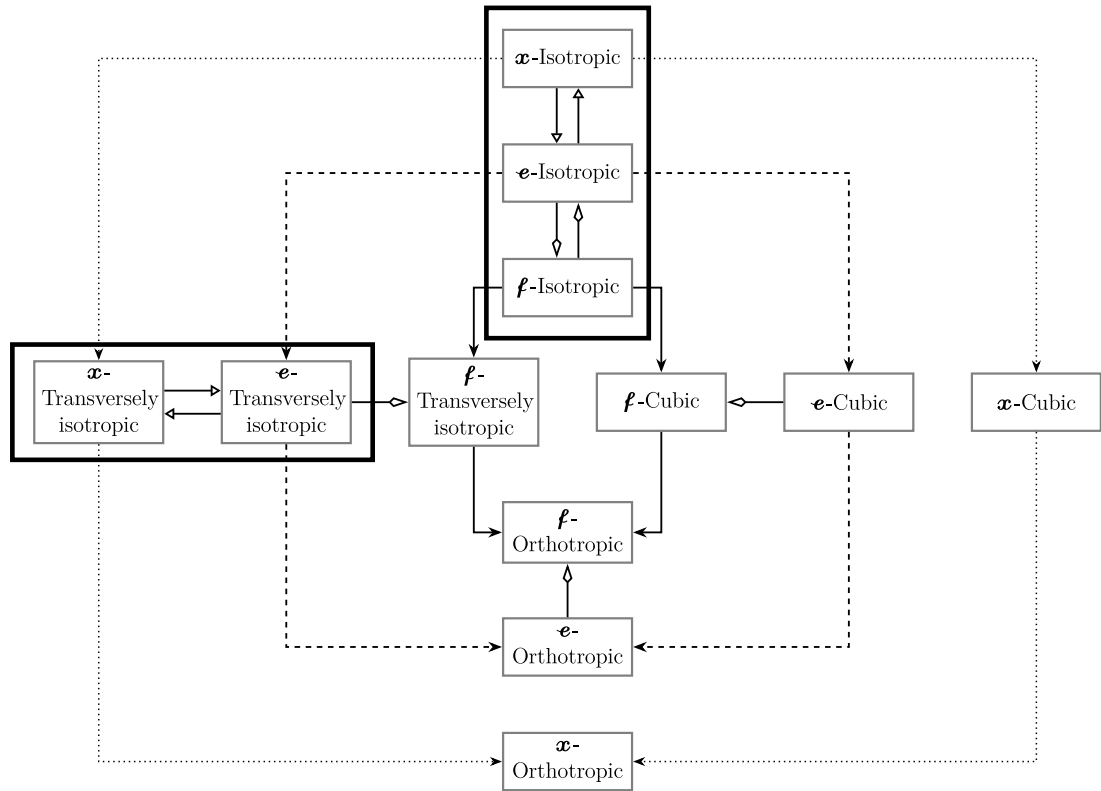 x-Isotropic
e-Isotropic
f-Isotropic
x-
Transversely
isotropic
e-
Transversely
isotropic
f-
Transversely
isotropic
f-Cubic
e-Cubic
x-Cubic
f-
Orthotropic
e-
Orthotropic
x-
Orthotropic